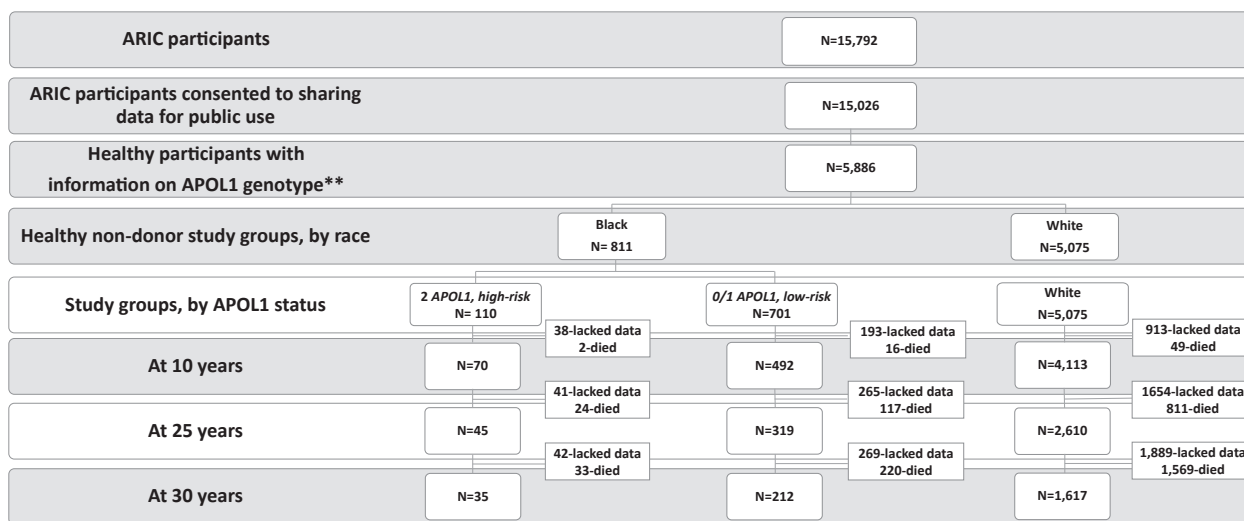 ARIC participants
N=15,792
ARIC participants consented to sharing
data for public use
N=15,026
Healthy participants with
information on APOL1 genotype**
N=5,886
Healthy non-donor study groups, by race
Black
N= 811
White
N=5,075
Study groups, by APOL1 status
2 APOL1, high-risk
N= 110
0/1 APOL1, low-risk
N=701
White
N=5,075
38-lacked data
2-died
193-lacked data
16-died
913-lacked data
49-died
At 10 years
N=70
N=492
N=4,113
41-lacked data
24-died
265-lacked data
117-died
1654-lacked data
811-died
At 25 years
N=45
N=319
N=2,610
42-lacked data
33-died
269-lacked data
220-died
1,889-lacked data
1,569-died
At 30 years
N=35
N=212
N=1,617